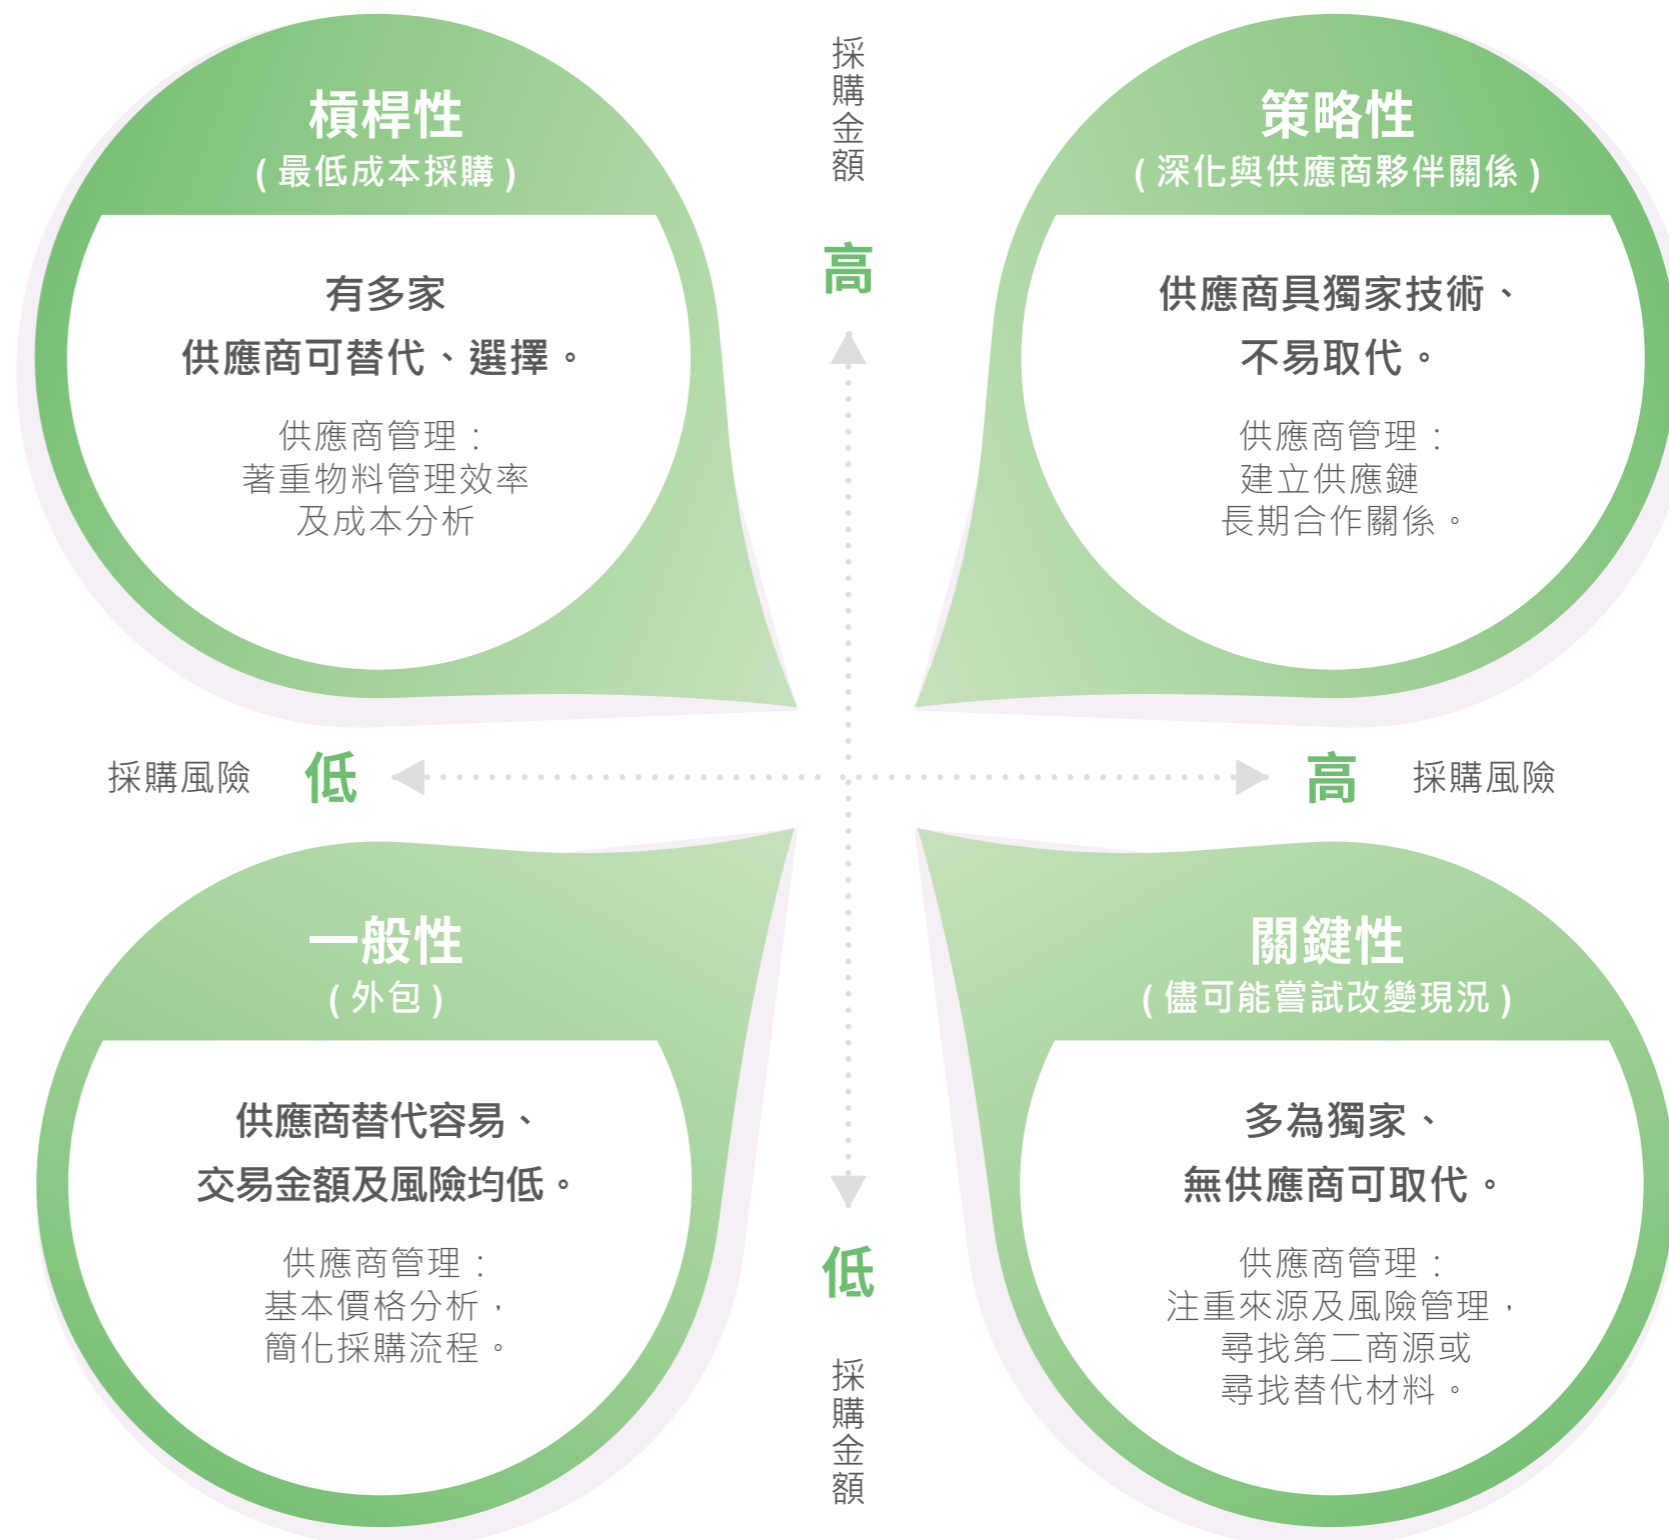 槓桿性
(最低成本採購)
有多家
供應商可替代、選擇。
供應商管理：
著重物料管理效率
及成本分析
採購金額
高
策略性
(深化與供應商夥伴關係)
供應商具獨家技術、
不易取代。
供應商管理：
建立供應鏈
長期合作關係。
採購風險
低
高
採購風險
一般性
(外包)
供應商替代容易、
交易金額及風險均低。
供應商管理：
基本價格分析，
簡化採購流程。
低
採購金額
關鍵性
(儘可能嘗試改變現況)
多為獨家、
無供應商可取代。
供應商管理：
注重來源及風險管理，
尋找第二商源或
尋找替代材料。